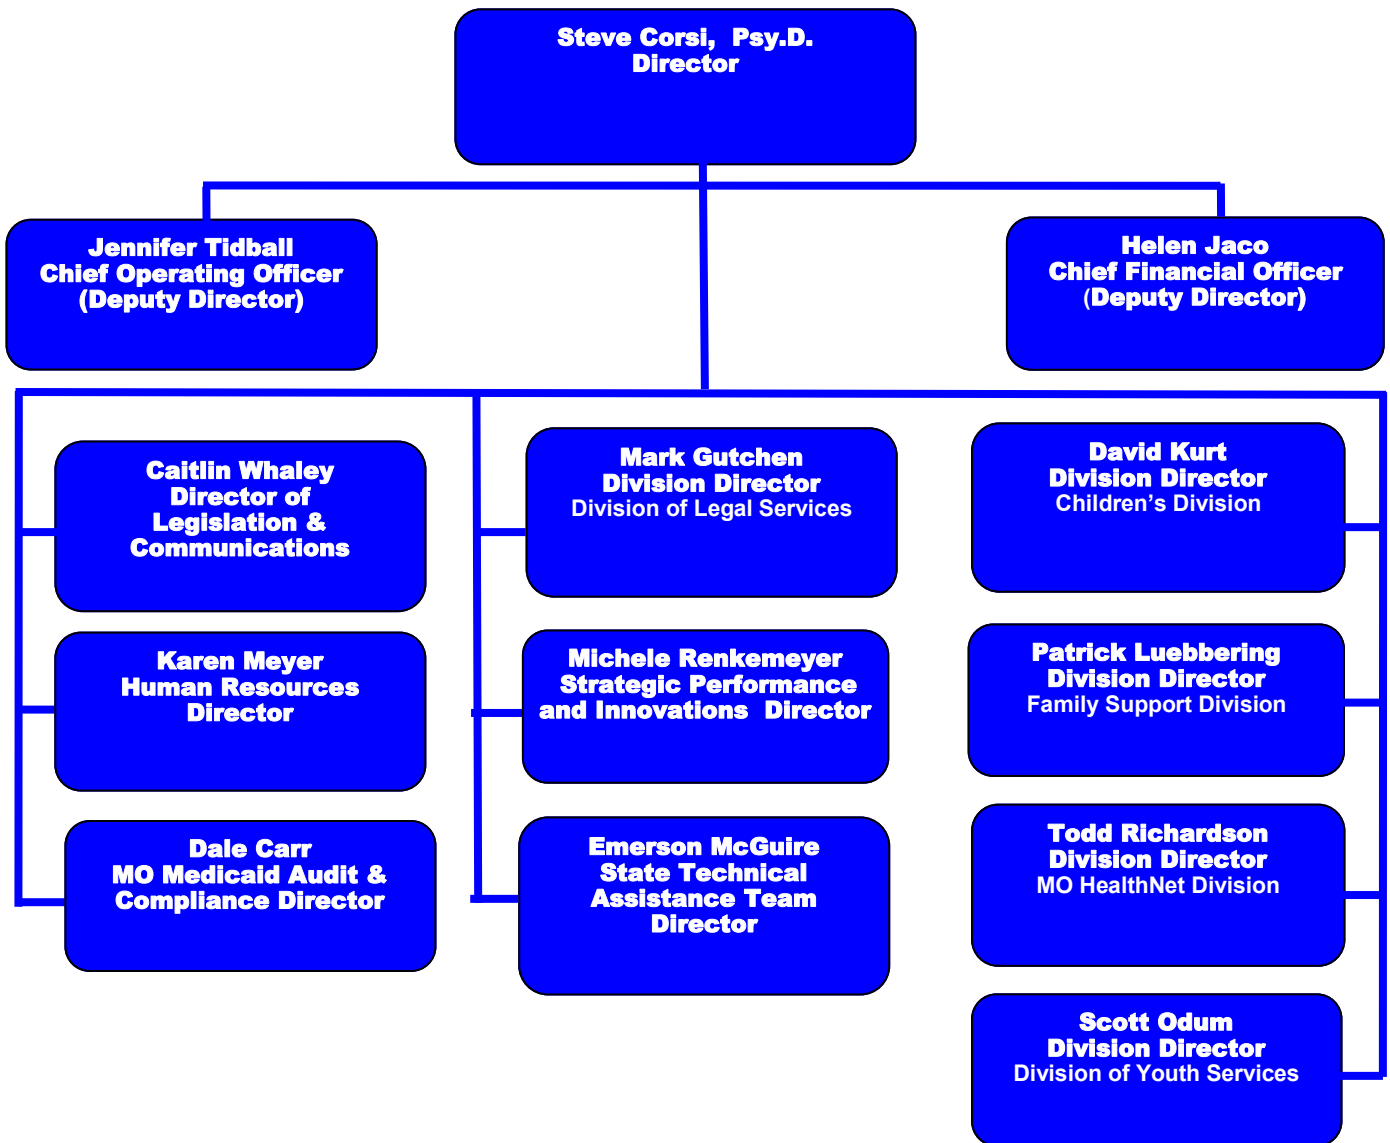 Steve Corsi, Psy.D.
Director
Jennifer Tidball
Chief Operating Officer
(Deputy Director)
Helen Jaco
Chief Financial Officer
(Deputy Director)
Caitlin Whaley
Director of
Legislation &
Communications
Mark Gutchen
Division Director
Division of Legal Services
David Kurt
Division Director
Children's Division
Karen Meyer
Human Resources
Director
Michele Renkemeyer
Strategic Performance
and Innovations Director
Patrick Luebbering
Division Director
Family Support Division
Dale Carr
MO Medicaid Audit &
Compliance Director
Emerson McGuire
State Technical
Assistance Team
Director
Todd Richardson
Division Director
MO HealthNet Division
Scott Odum
Division Director
Division of Youth Services